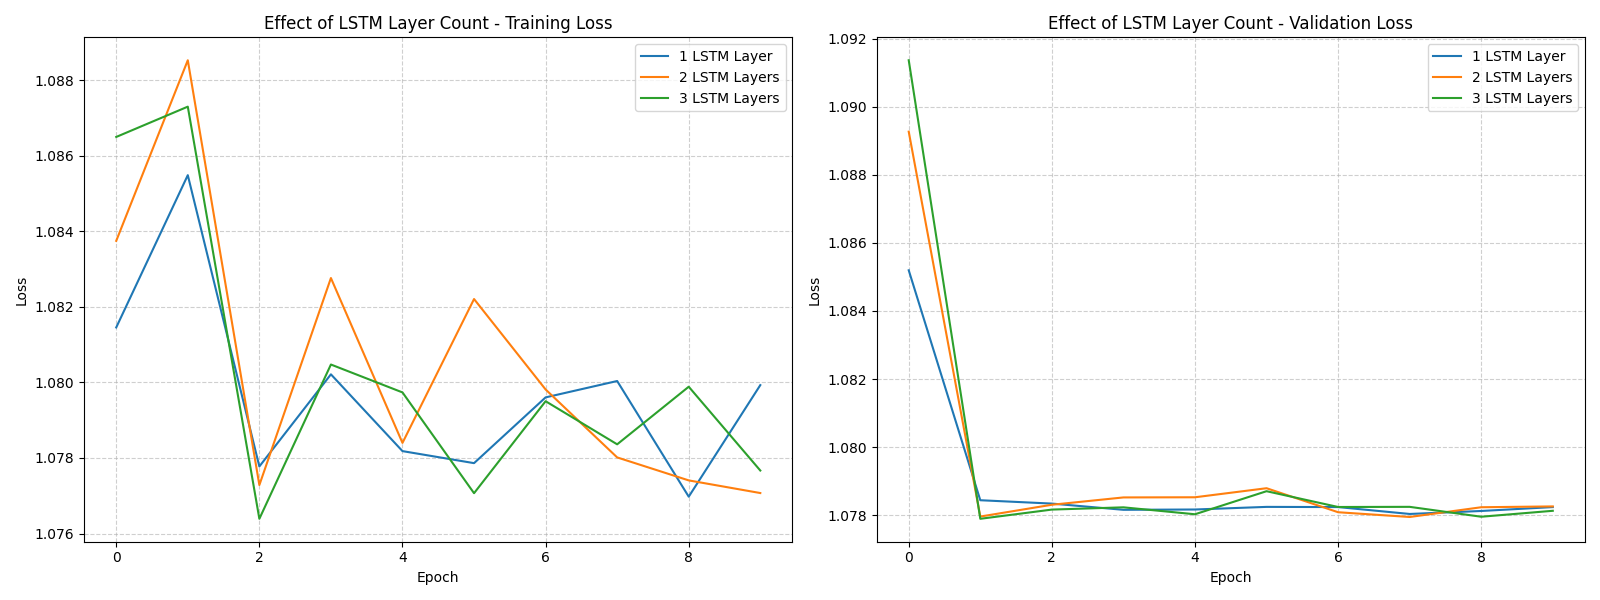 Effect of LSTM Layer Count - Training Loss
1.088
1.086
1.084
1.082
1.080
1.078
1.076
Loss
0
2
4
6
8
Epoch
1 LSTM Layer
2 LSTM Layers
3 LSTM Layers
Effect of LSTM Layer Count - Validation Loss
1.092
1.090
1.088
1.086
1.084
1.082
1.080
1.078
Loss
0
2
4
6
8
Epoch
1 LSTM Layer
2 LSTM Layers
3 LSTM Layers